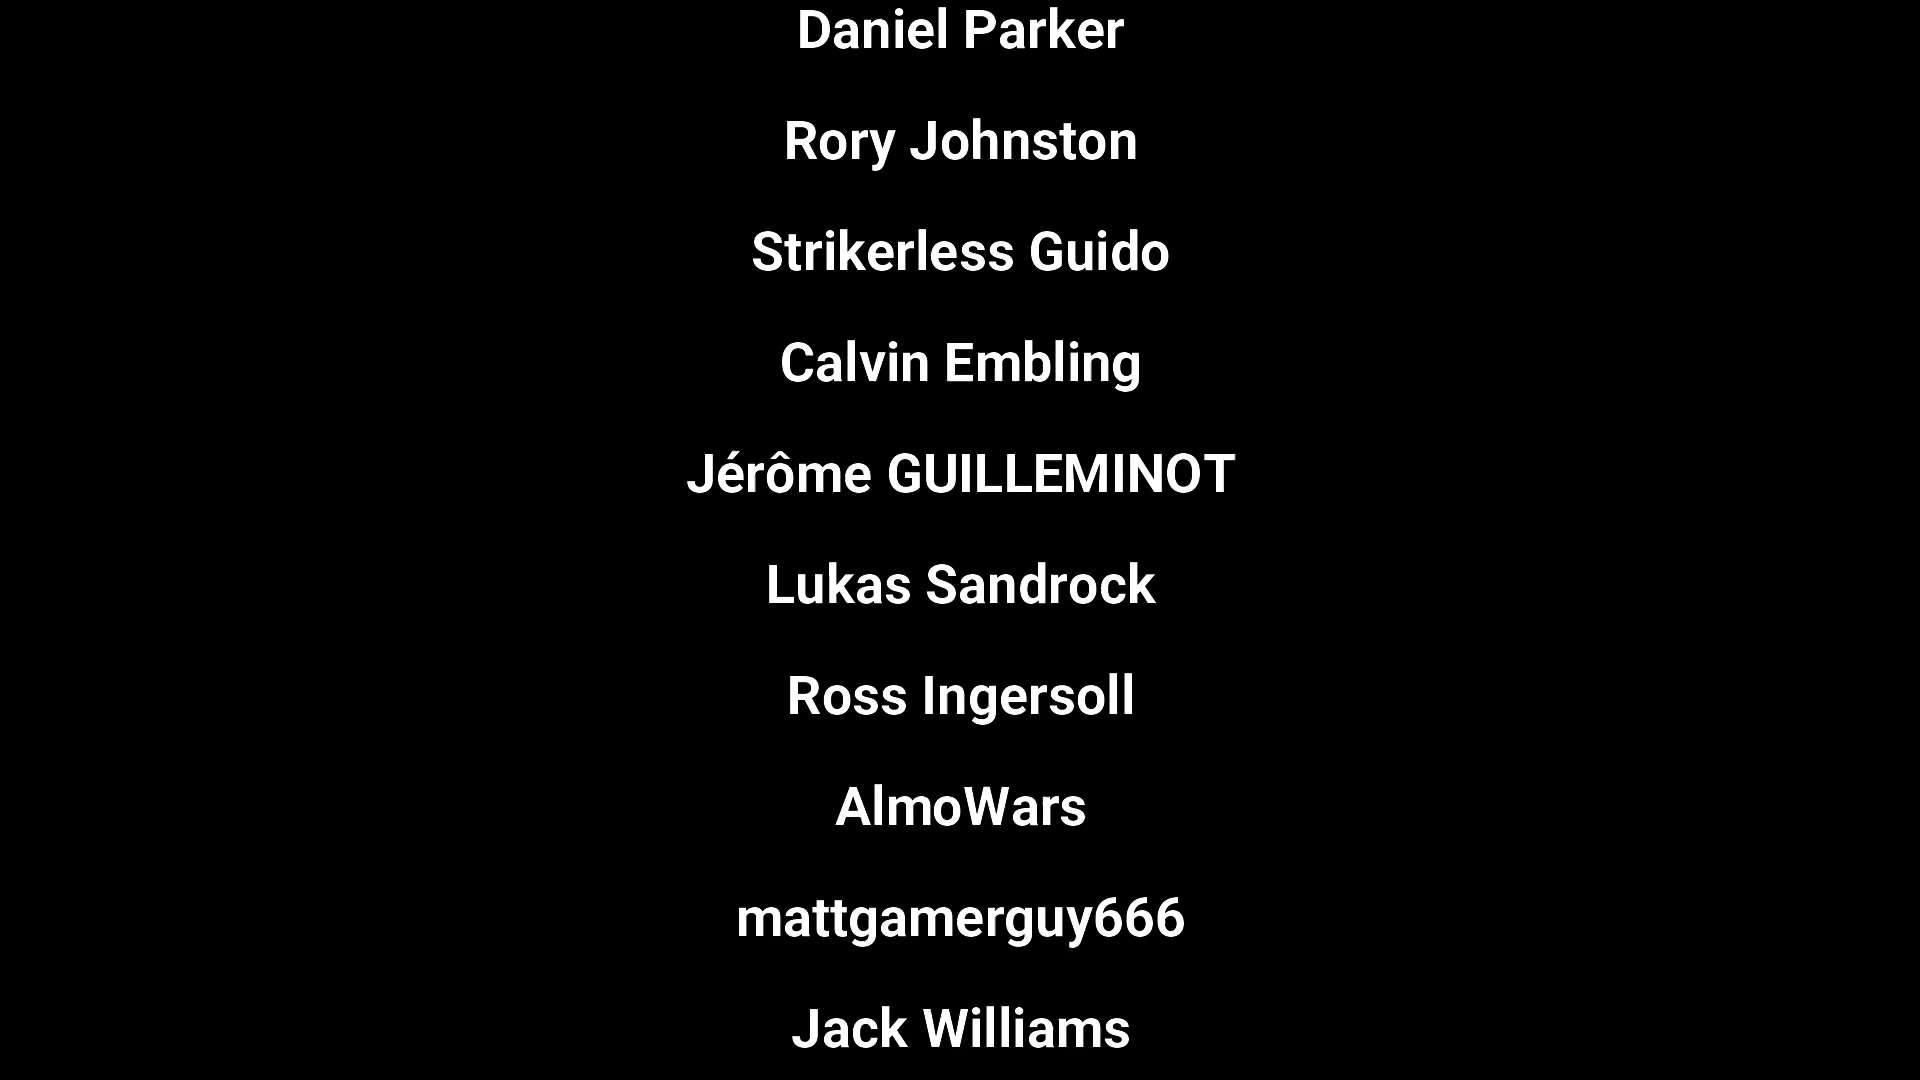 Daniel Parker
Rory Johnston
Strikerless Guido
Calvin Embling
Jérôme GUILLEMINOT
Lukas Sandrock
Ross Ingersoll
AlmoWars
mattgamerguy666
Jack Williams